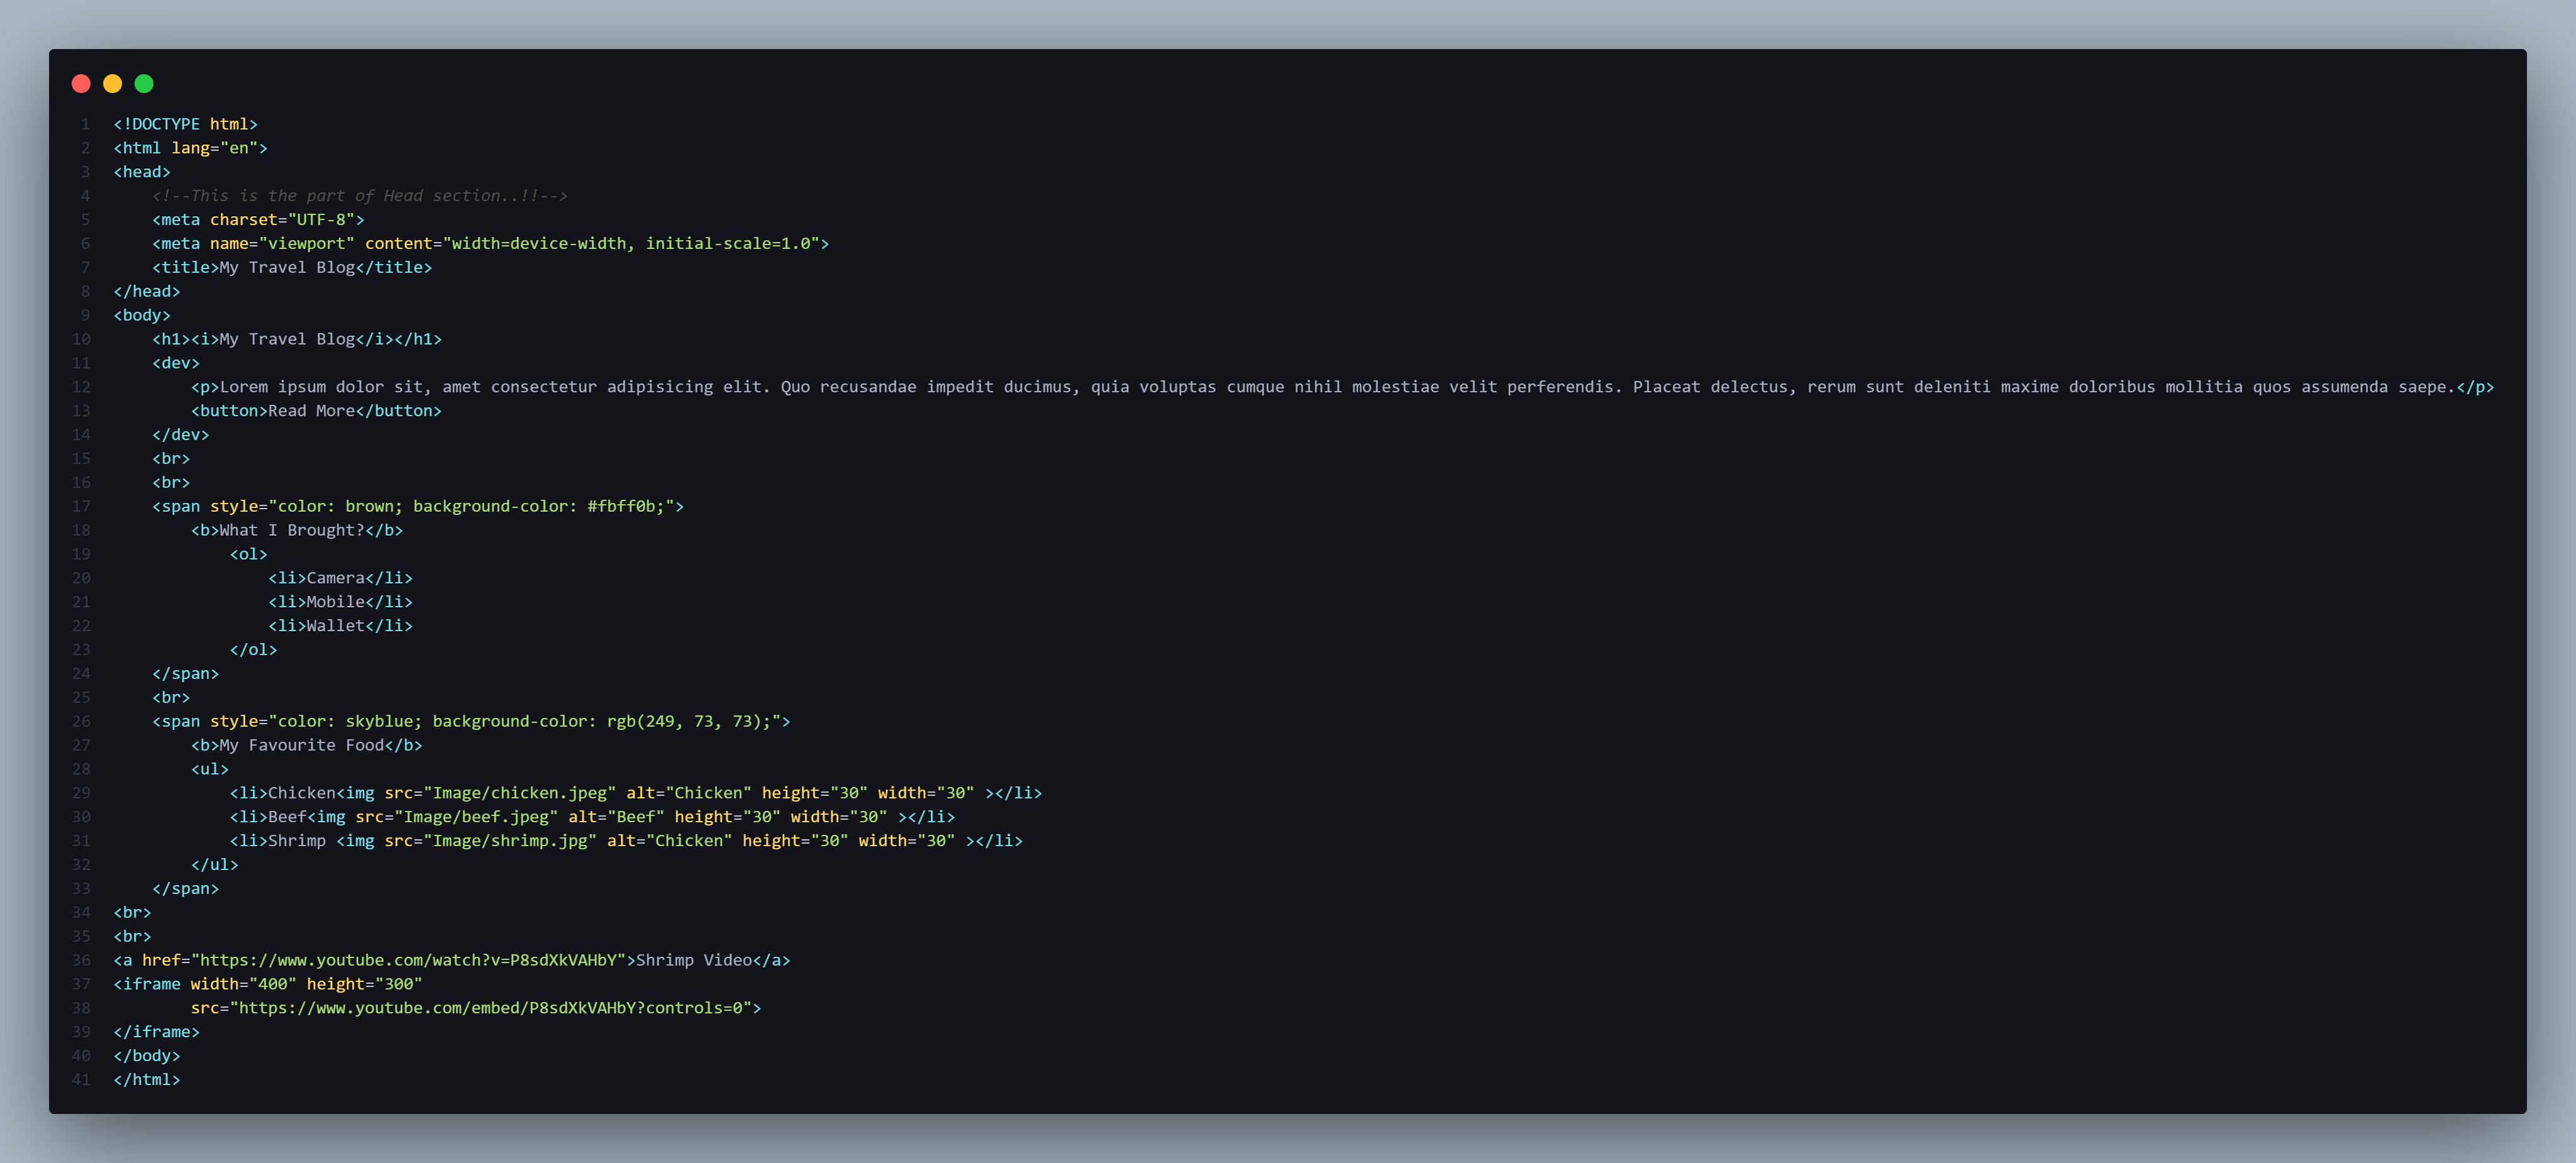 1 <!DOCTYPE html>
2 <html lang="en">
3 <head>
4     <!--This is the part of Head section..!!-->
5     <meta charset="UTF-8">
6     <meta name="viewport" content="width=device-width, initial-scale=1.0">
7     <title>My Travel Blog</title>
8 </head>
9 <body>
10     <h1><i>My Travel Blog</i></h1>
11     <dev>
12         <p>Lorem ipsum dolor sit, amet consectetur adipisicing elit. Quo recusandae impedit ducimus, quia voluptas cumque nihil molestiae velit perferendis. Placeat delectus, rerum sunt deleniti maxime doloribus mollitia quos assumenda saepe.</p>
13         <button>Read More</button>
14     </dev>
15     <br>
16     <br>
17     <span style="color: brown; background-color: #fbff0b;">
18         <b>What I Brought?</b>
19             <ol>
20                 <li>Camera</li>
21                 <li>Mobile</li>
22                 <li>Wallet</li>
23             </ol>
24     </span>
25     <br>
26     <span style="color: skyblue; background-color: rgb(249, 73, 73);">
27         <b>My Favourite Food</b>
28         <ul>
29             <li>Chicken<img src="Image/chicken.jpeg" alt="Chicken" height="30" width="30" ></li>
30             <li>Beef<img src="Image/beef.jpeg" alt="Beef" height="30" width="30" ></li>
31             <li>Shrimp <img src="Image/shrimp.jpg" alt="Chicken" height="30" width="30" ></li>
32         </ul>
33     </span>
34 <br>
35 <br>
36 <a href="https://www.youtube.com/watch?v=P8sdXkVAHbY">Shrimp Video</a>
37 <iframe width="400" height="300"
38         src="https://www.youtube.com/embed/P8sdXkVAHbY?controls=0">
39 </iframe>
40 </body>
41 </html>